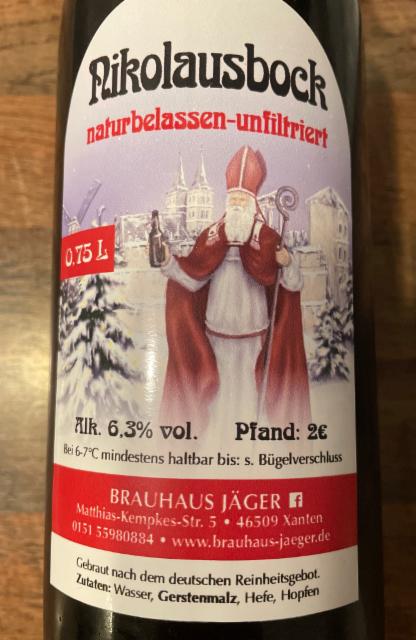 Nikolausbock
naturbelassen-unfiltriert
0,75 L
Alk. 6,3% vol. Pfand: 2€
Bei 6-7°C mindestens haltbar bis: s. Bügelverschluss
BRAUHAUS JÄGER f
Matthias-Kempkes-Str. 5 • 46509 Xanten
0151 55980884 • www.brauhaus-jaeger.de
Gebraut nach dem deutschen Reinheitsgebot.
Zutaten: Wasser, Gerstenmalz, Hefe, Hopfen